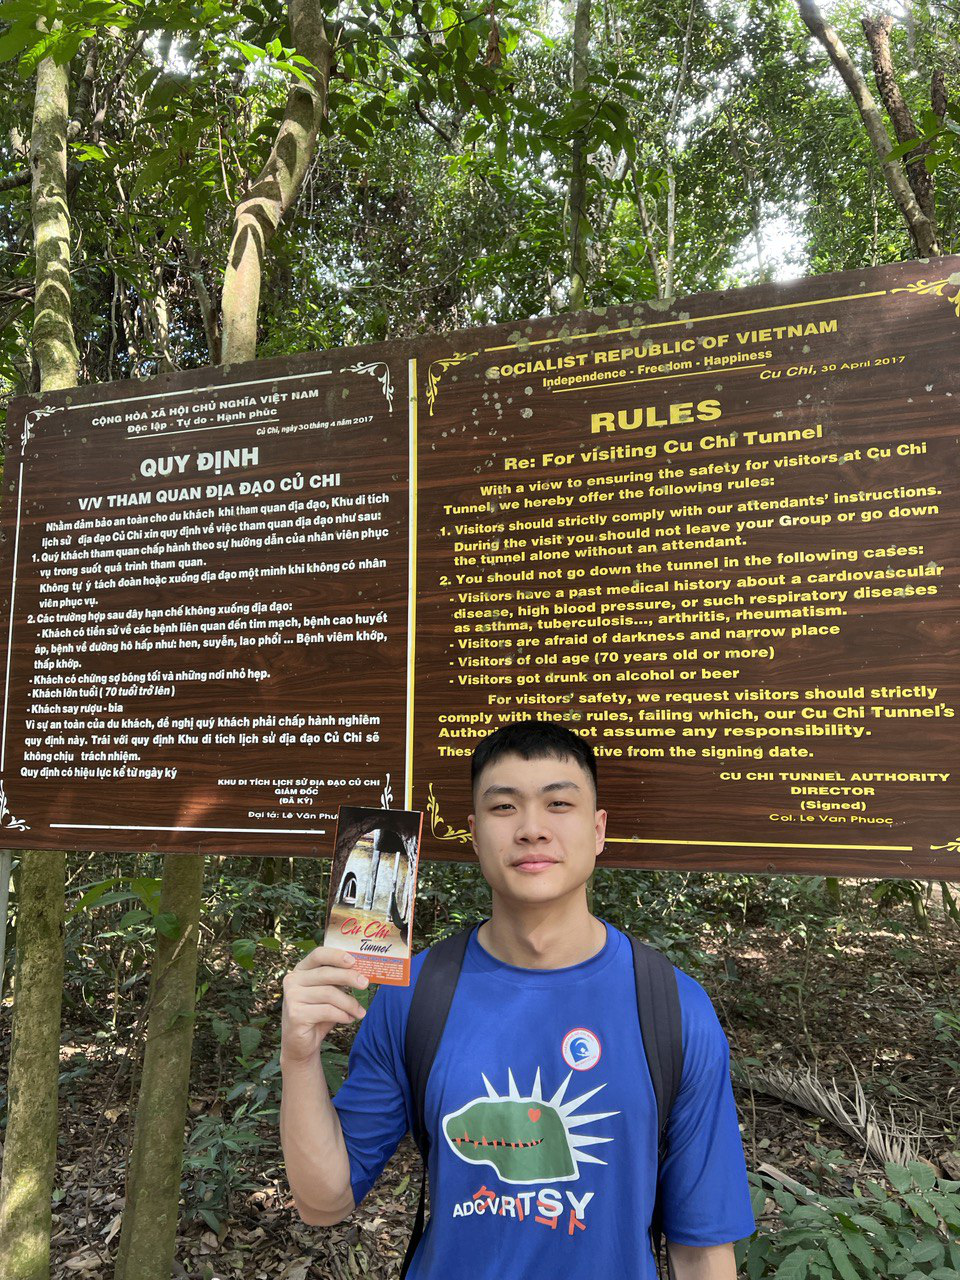 CỘNG HÒA XÃ HỘI CHỦ NGHĨA VIỆT NAM
Độc lập - Tự do - Hạnh phúc
Củ Chi, ngày 30 tháng 4 năm 2017
QUY ĐỊNH
V/V THAM QUAN ĐỊA ĐẠO CỦ CHI
Nhằm đảm bảo an toàn cho du khách khi tham quan địa đạo, Khu di tích
lịch sử địa đạo Củ Chi xin quy định về việc tham quan địa đạo như sau:
1. Quý khách tham quan chấp hành theo sự hướng dẫn của nhân viên phục
vụ trong suốt quá trình tham quan.
Không tự ý tách đoàn hoặc xuống địa đạo một mình khi không có nhân
viên phục vụ.
2. Các trường hợp sau đây hạn chế không xuống địa đạo:
- Khách có tiền sử về các bệnh liên quan đến tim mạch, bệnh cao huyết
áp, bệnh về đường hô hấp như: hen, suyễn, lao phổi ... Bệnh viêm khớp,
thấp khớp.
- Khách có chứng sợ bóng tối và những nơi nhỏ hẹp.
- Khách lớn tuổi ( 70 tuổi trở lên )
- Khách say rượu - bia
Vì sự an toàn của du khách, đề nghị quý khách phải chấp hành nghiêm
quy định này. Trái với quy định Khu di tích lịch sử địa đạo Củ Chi sẽ
không chịu trách nhiệm.
Quy định có hiệu lực kể từ ngày ký
KHU DI TÍCH LỊCH SỬ ĐỊA ĐẠO CỦ CHI
GIÁM ĐỐC
(ĐÃ KÝ)
Đại tá: Lê Văn
SOCIALIST REPUBLIC OF VIETNAM
Independence - Freedom - Happiness
Cu Chi, 30 April 2017
RULES
Re: For visiting Cu Chi Tunnel
With a view to ensuring the safety for visitors at Cu Chi
Tunnel, we hereby offer the following rules:
1. Visitors should strictly comply with our attendants' instructions.
During the visit you should not leave your Group or go down
the tunnel alone without an attendant.
2. You should not go down the tunnel in the following cases:
- Visitors have a past medical history about a cardiovascular
disease, high blood pressure, or such respiratory diseases
as asthma, tuberculosis..., arthritis, rheumatism.
- Visitors are afraid of darkness and narrow place
- Visitors of old age (70 years old or more)
- Visitors got drunk on alcohol or beer
For visitors' safety, we request visitors should strictly
comply with these rules, failing which, our Cu Chi Tunnel's
not assume any responsibility.
from the signing date.
CU CHI TUNNEL AUTHORITY
DIRECTOR
(Signed)
Col. Le Van Phuoc
Cu Chi
Tunnel